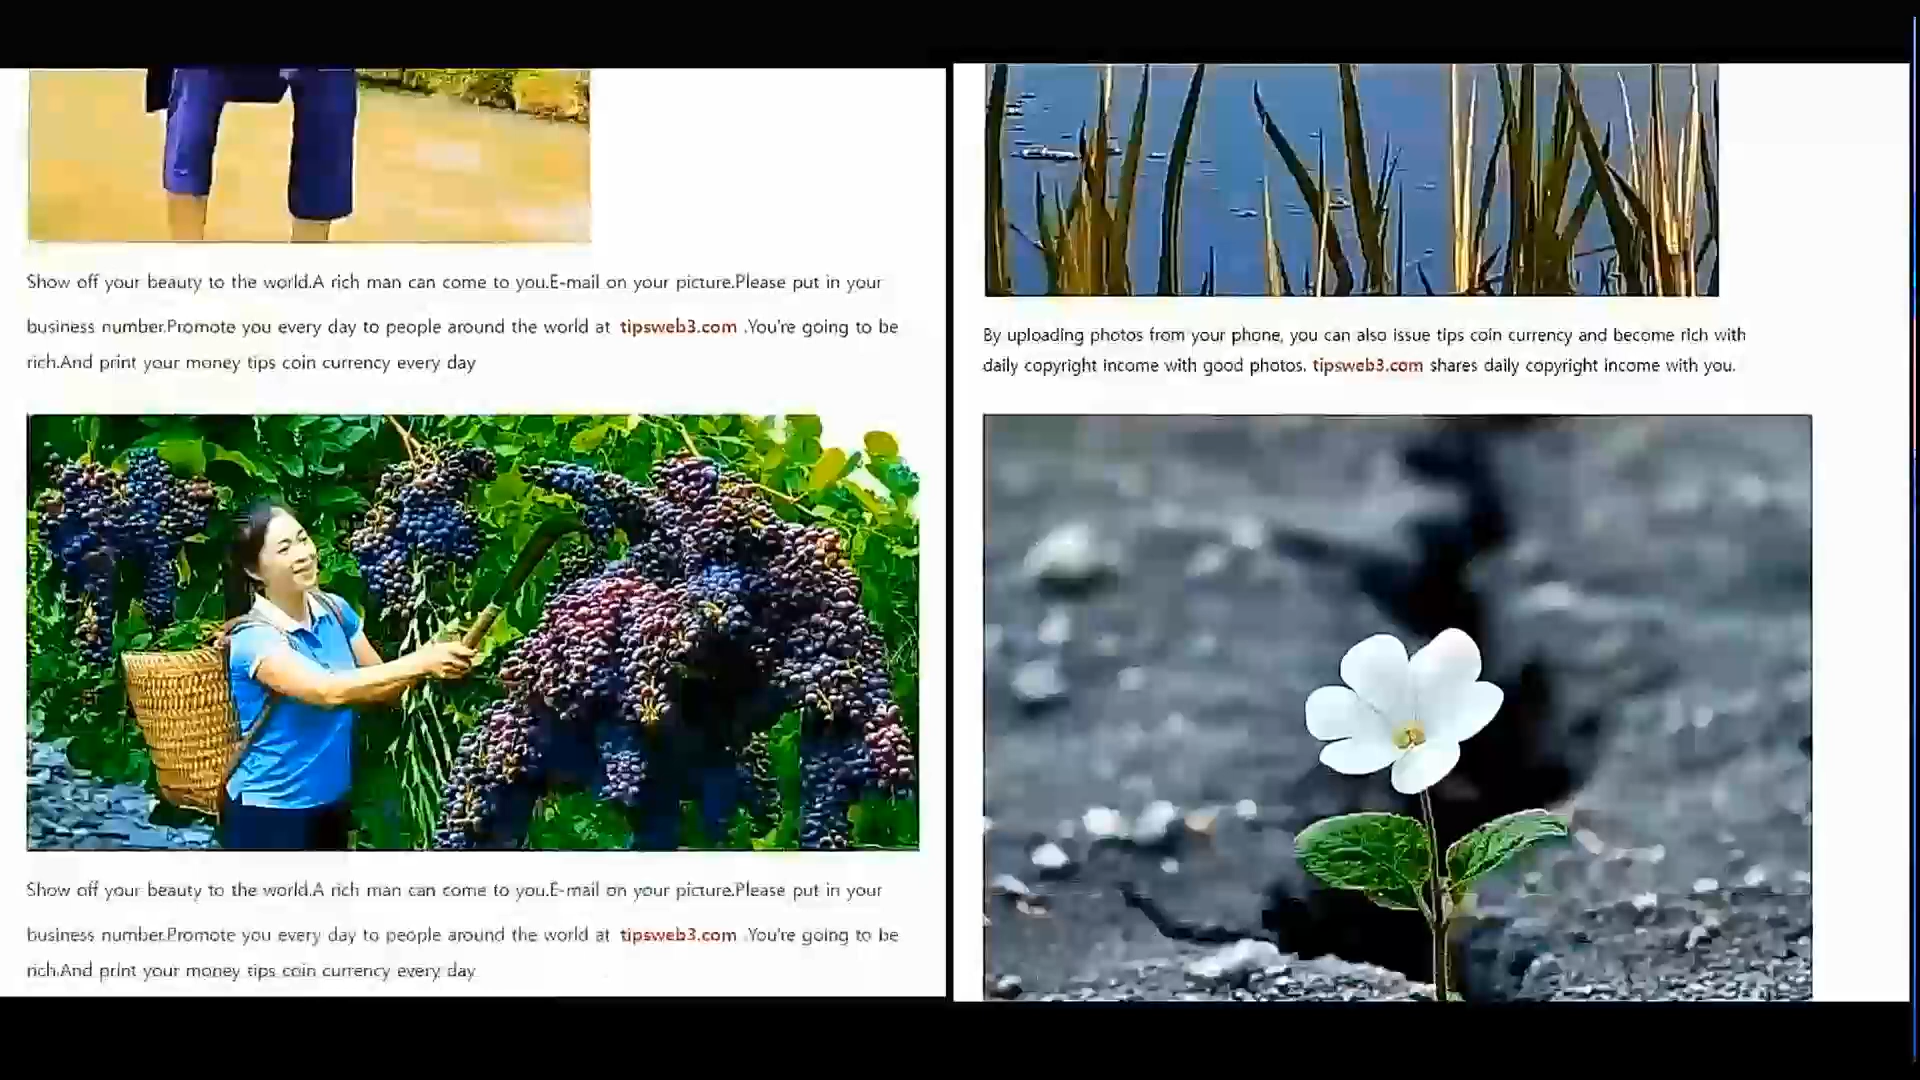 Show off your beauty to the world.A rich man can come to you.E-mail on your picture.Please put in your
business number.Promote you every day to people around the world at tipsweb3.com .You're going to be
rich.And print your money tips coin currency every day
Show off your beauty to the world.A rich man can come to you.E-mail on your picture.Please put in your
business number.Promote you every day to people around the world at tipsweb3.com .You're going to be
rich.And print your money tips coin currency every day
By uploading photos from your phone, you can also issue tips coin currency and become rich with
daily copyright income with good photos. tipsweb3.com shares daily copyright income with you.